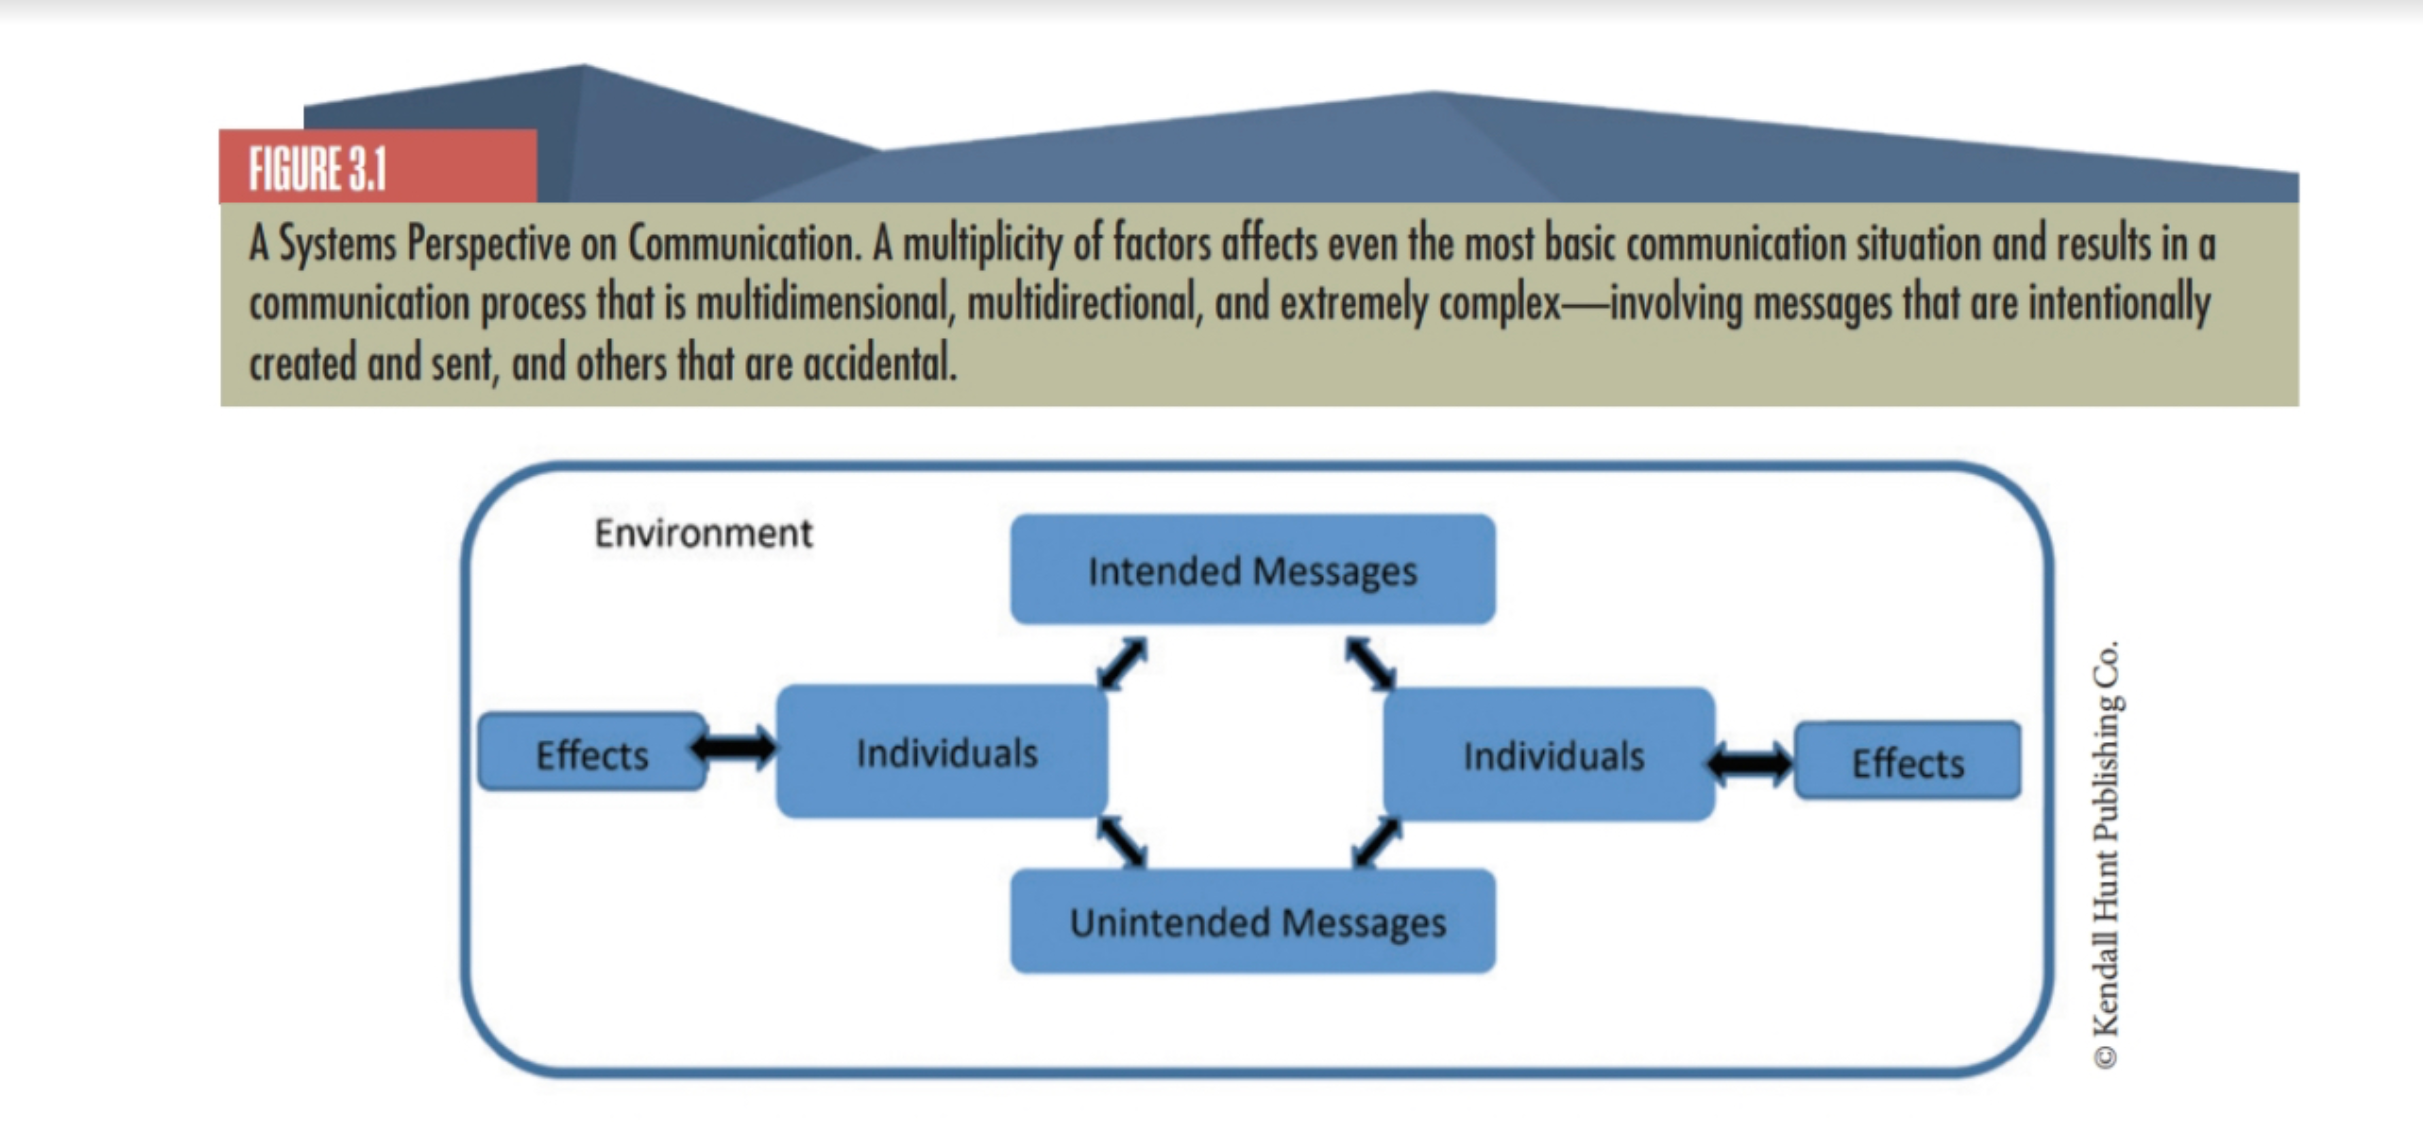 FIGURE 3.1
A Systems Perspective on Communication. A multiplicity of factors affects even the most basic communication situation and results in a
communication process that is multidimensional, multidirectional, and extremely complex—involving messages that are intentionally
created and sent, and others that are accidental.
Environment
Intended Messages
Effects
Individuals
Individuals
Effects
Unintended Messages
© Kendall Hunt Publishing Co.